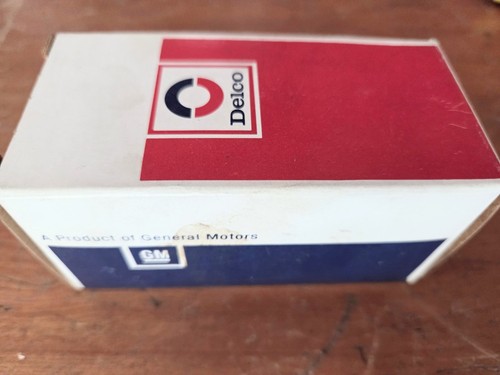 Delco
A Product of General Motors
GM